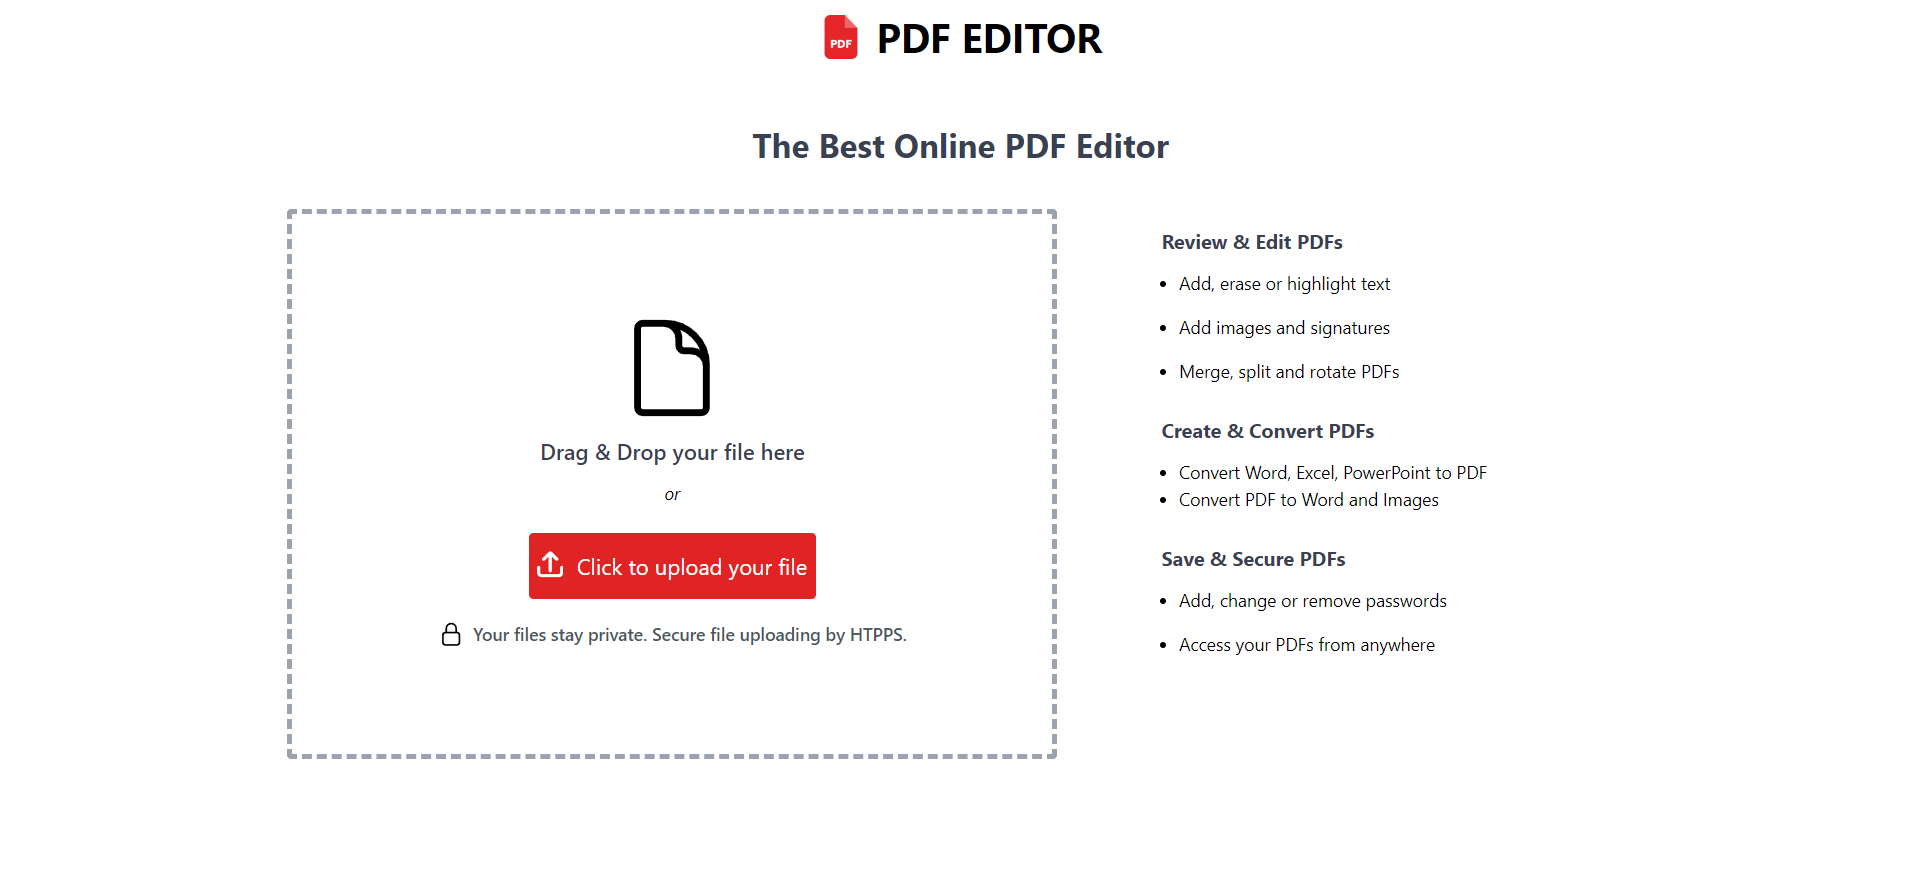 PDF
PDF EDITOR
The Best Online PDF Editor
Drag & Drop your file here
or
Click to upload your file
Your files stay private. Secure file uploading by HTPPS.
Review & Edit PDFs
• Add, erase or highlight text
• Add images and signatures
• Merge, split and rotate PDFs
Create & Convert PDFs
• Convert Word, Excel, PowerPoint to PDF
• Convert PDF to Word and Images
Save & Secure PDFs
• Add, change or remove passwords
• Access your PDFs from anywhere